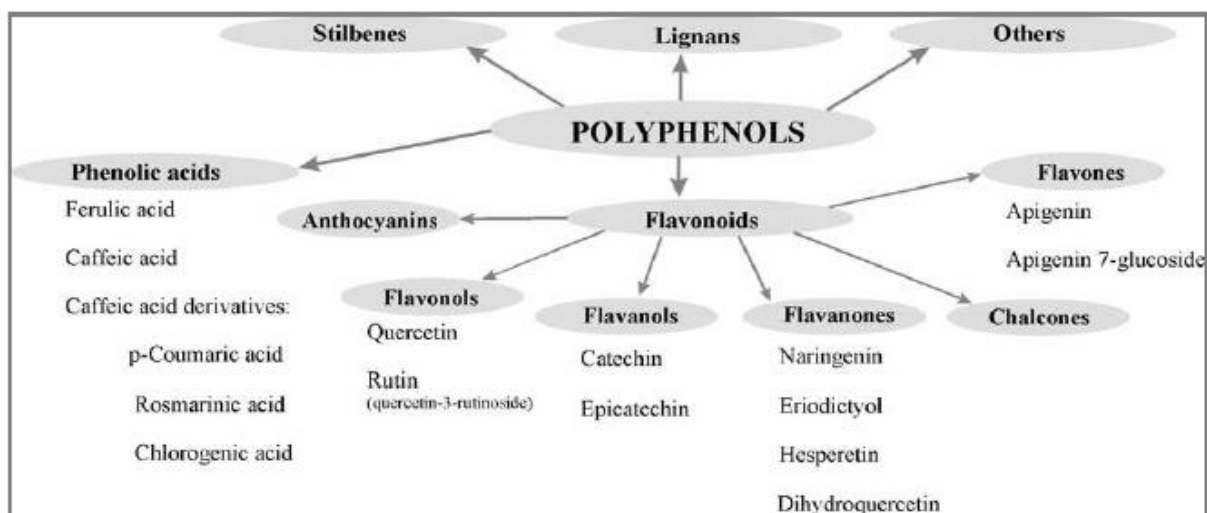 Stilbenes
Lignans
Others
POLYPHENOLS
Phenolic acids
Ferulic acid
Caffeic acid
Caffeic acid derivatives:
p-Coumaric acid
Rosmarinic acid
Chlorogenic acid
Anthocyanins
Flavonoids
Flavones
Apigenin
Apigenin 7-glucoside
Flavonols
Quercetin
Rutin
(quercetin-3-rutinoside)
Flavanols
Catechin
Epicatechin
Flavanones
Naringenin
Eriodictyol
Hesperetin
Dihydroquercetin
Chalcones